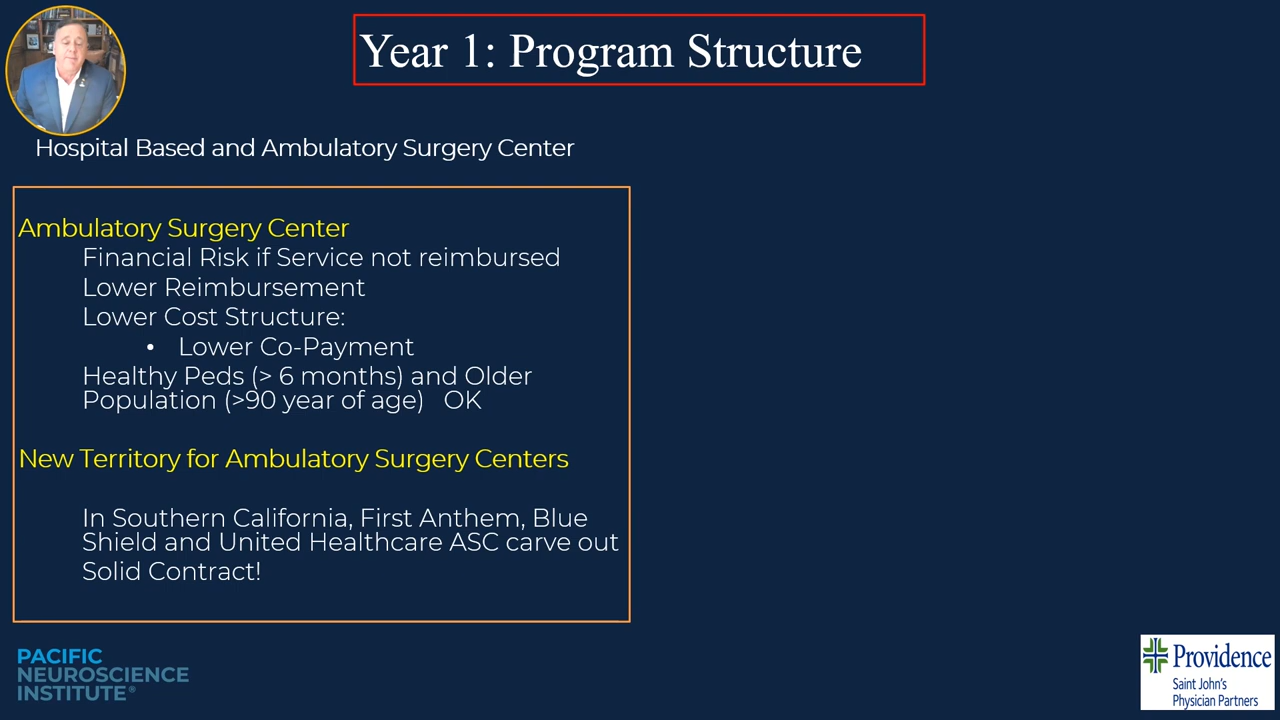 Year 1: Program Structure
Hospital Based and Ambulatory Surgery Center
Ambulatory Surgery Center
Financial Risk if Service not reimbursed
Lower Reimbursement
Lower Cost Structure:
• Lower Co-Payment
Healthy Peds (> 6 months) and Older
Population (>90 year of age) OK
New Territory for Ambulatory Surgery Centers
In Southern California, First Anthem, Blue
Shield and United Healthcare ASC carve out
Solid Contract!
PACIFIC
NEUROSCIENCE
INSTITUTE®
Providence
Saint John's
Physician Partners